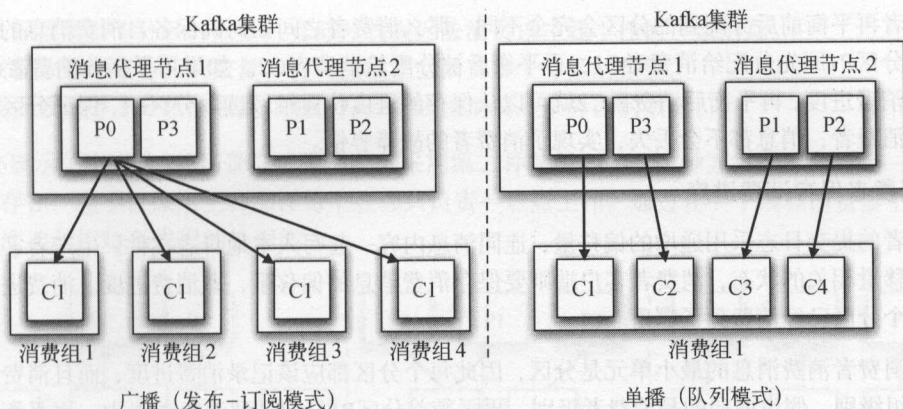 Kafka集群
消息代理节点1
消息代理节点2
P0
P3
P1
P2
C1
C1
C1
C1
消费组1
消费组2
消费组3
消费组4
广播（发布-订阅模式）
Kafka集群
消息代理节点1
消息代理节点2
P0
P3
P1
P2
C1
C2
C3
C4
消费组1
单播（队列模式）